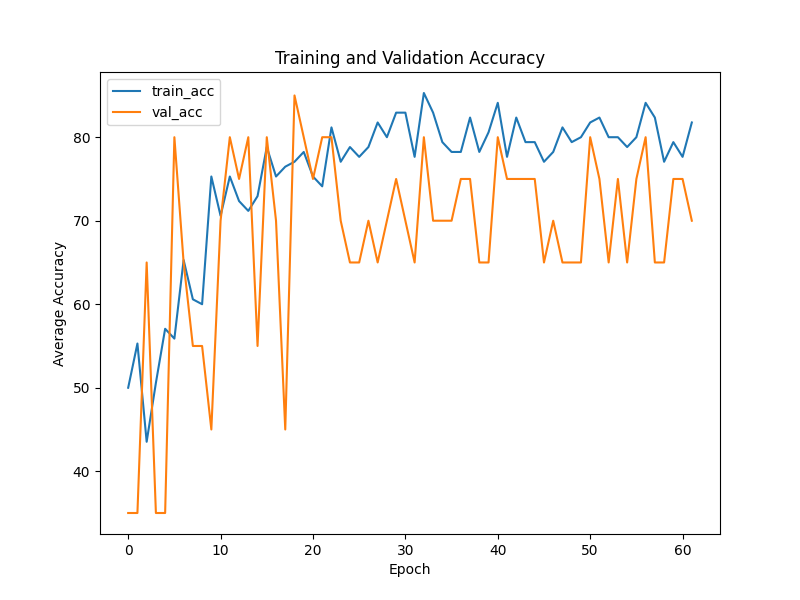 Training and Validation Accuracy
train_acc
val_acc
80
70
60
50
40
Average Accuracy
0 10 20 30 40 50 60
Epoch